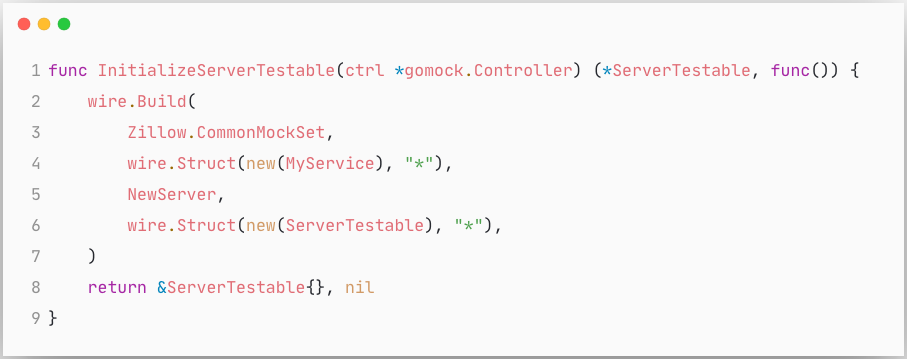 1 func InitializeServerTestable(ctrl *gomock.Controller) (*ServerTestable, func()) {
2     wire.Build(
3         Zillow.CommonMockSet,
4         wire.Struct(new(MyService), "*"),
5         NewServer,
6         wire.Struct(new(ServerTestable), "*"),
7     )
8     return &ServerTestable{}, nil
9 }